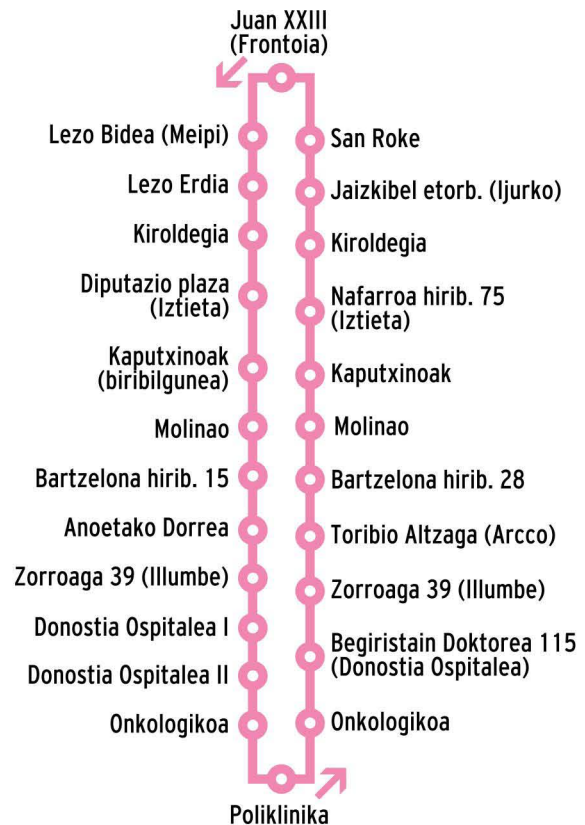 Juan XXIII
(Frontoia)
Lezo Bidea (Meipi)
Lezo Erdia
Kiroldegia
Diputazio plaza
(Iztieta)
Kaputxinoak
(biribilgunea)
Molinao
Bartzelona hirib. 15
Anoetako Dorrea
Zorroaga 39 (Illumbe)
Donostia Ospitalea I
Donostia Ospitalea II
Onkologikoa
San Roke
Jaizkibel etorb. (Ijurko)
Kiroldegia
Nafarroa hirib. 75
(Iztieta)
Kaputxinoak
Molinao
Bartzelona hirib. 28
Toribio Altzaga (Arcco)
Zorroaga 39 (Illumbe)
Begiristain Doktorea 115
(Donostia Ospitalea)
Onkologikoa
Poliklinika